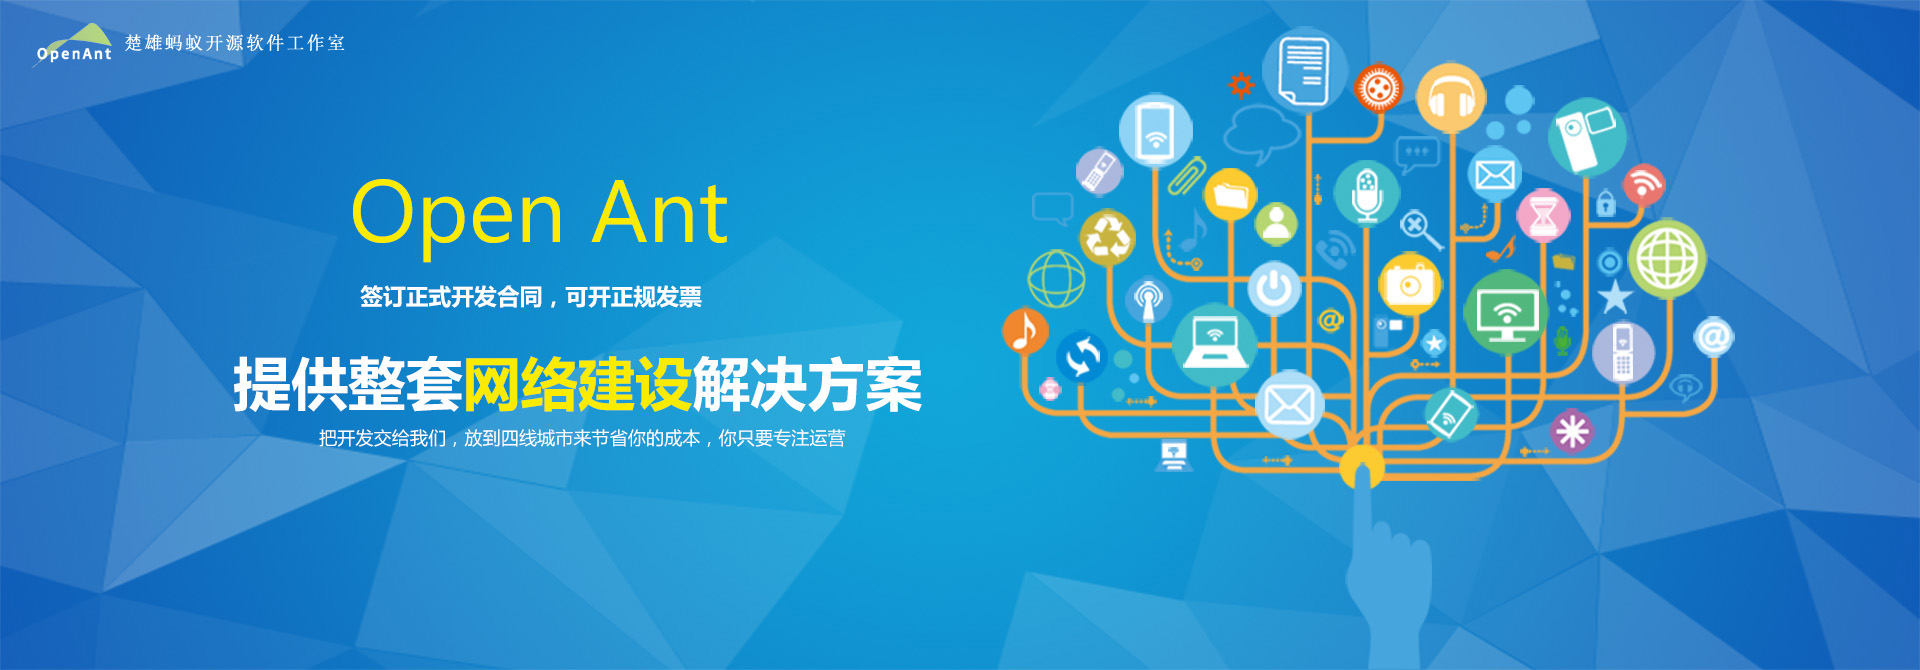 OpenAnt 楚雄蚂蚁开源软件工作室
Open Ant
签订正式开发合同，可开正规发票
提供整套网络建设解决方案
把开发交给我们，放到四线城市来节省你的成本，你只要专注运营